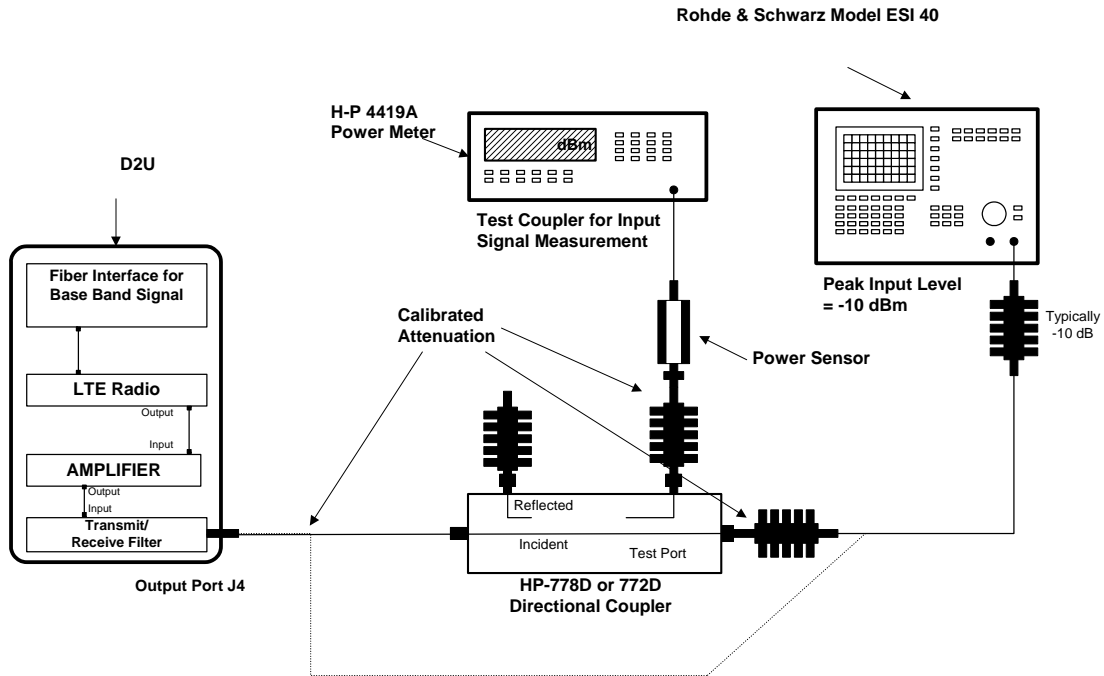 Rohde & Schwarz Model ESI 40
H-P 4419A
Power Meter
dBm
D2U
Test Coupler for Input
Signal Measurement
Fiber Interface for
Base Band Signal
Peak Input Level
= -10 dBm
Calibrated
Attenuation
Typically
-10 dB
Power Sensor
LTE Radio
Output
Input
AMPLIFIER
Output
Input
Transmit/
Receive Filter
Reflected
Incident
Test Port
Output Port J4
HP-778D or 772D
Directional Coupler